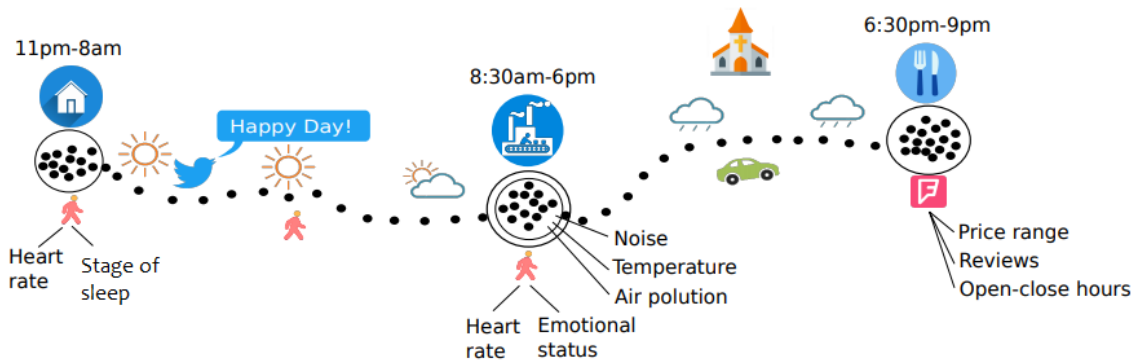 11pm-8am
Happy Day!
Heart
rate
Stage of
sleep
8:30am-6pm
Noise
Temperature
Air polution
Heart
rate
Emotional
status
6:30pm-9pm
Price range
Reviews
Open-close hours